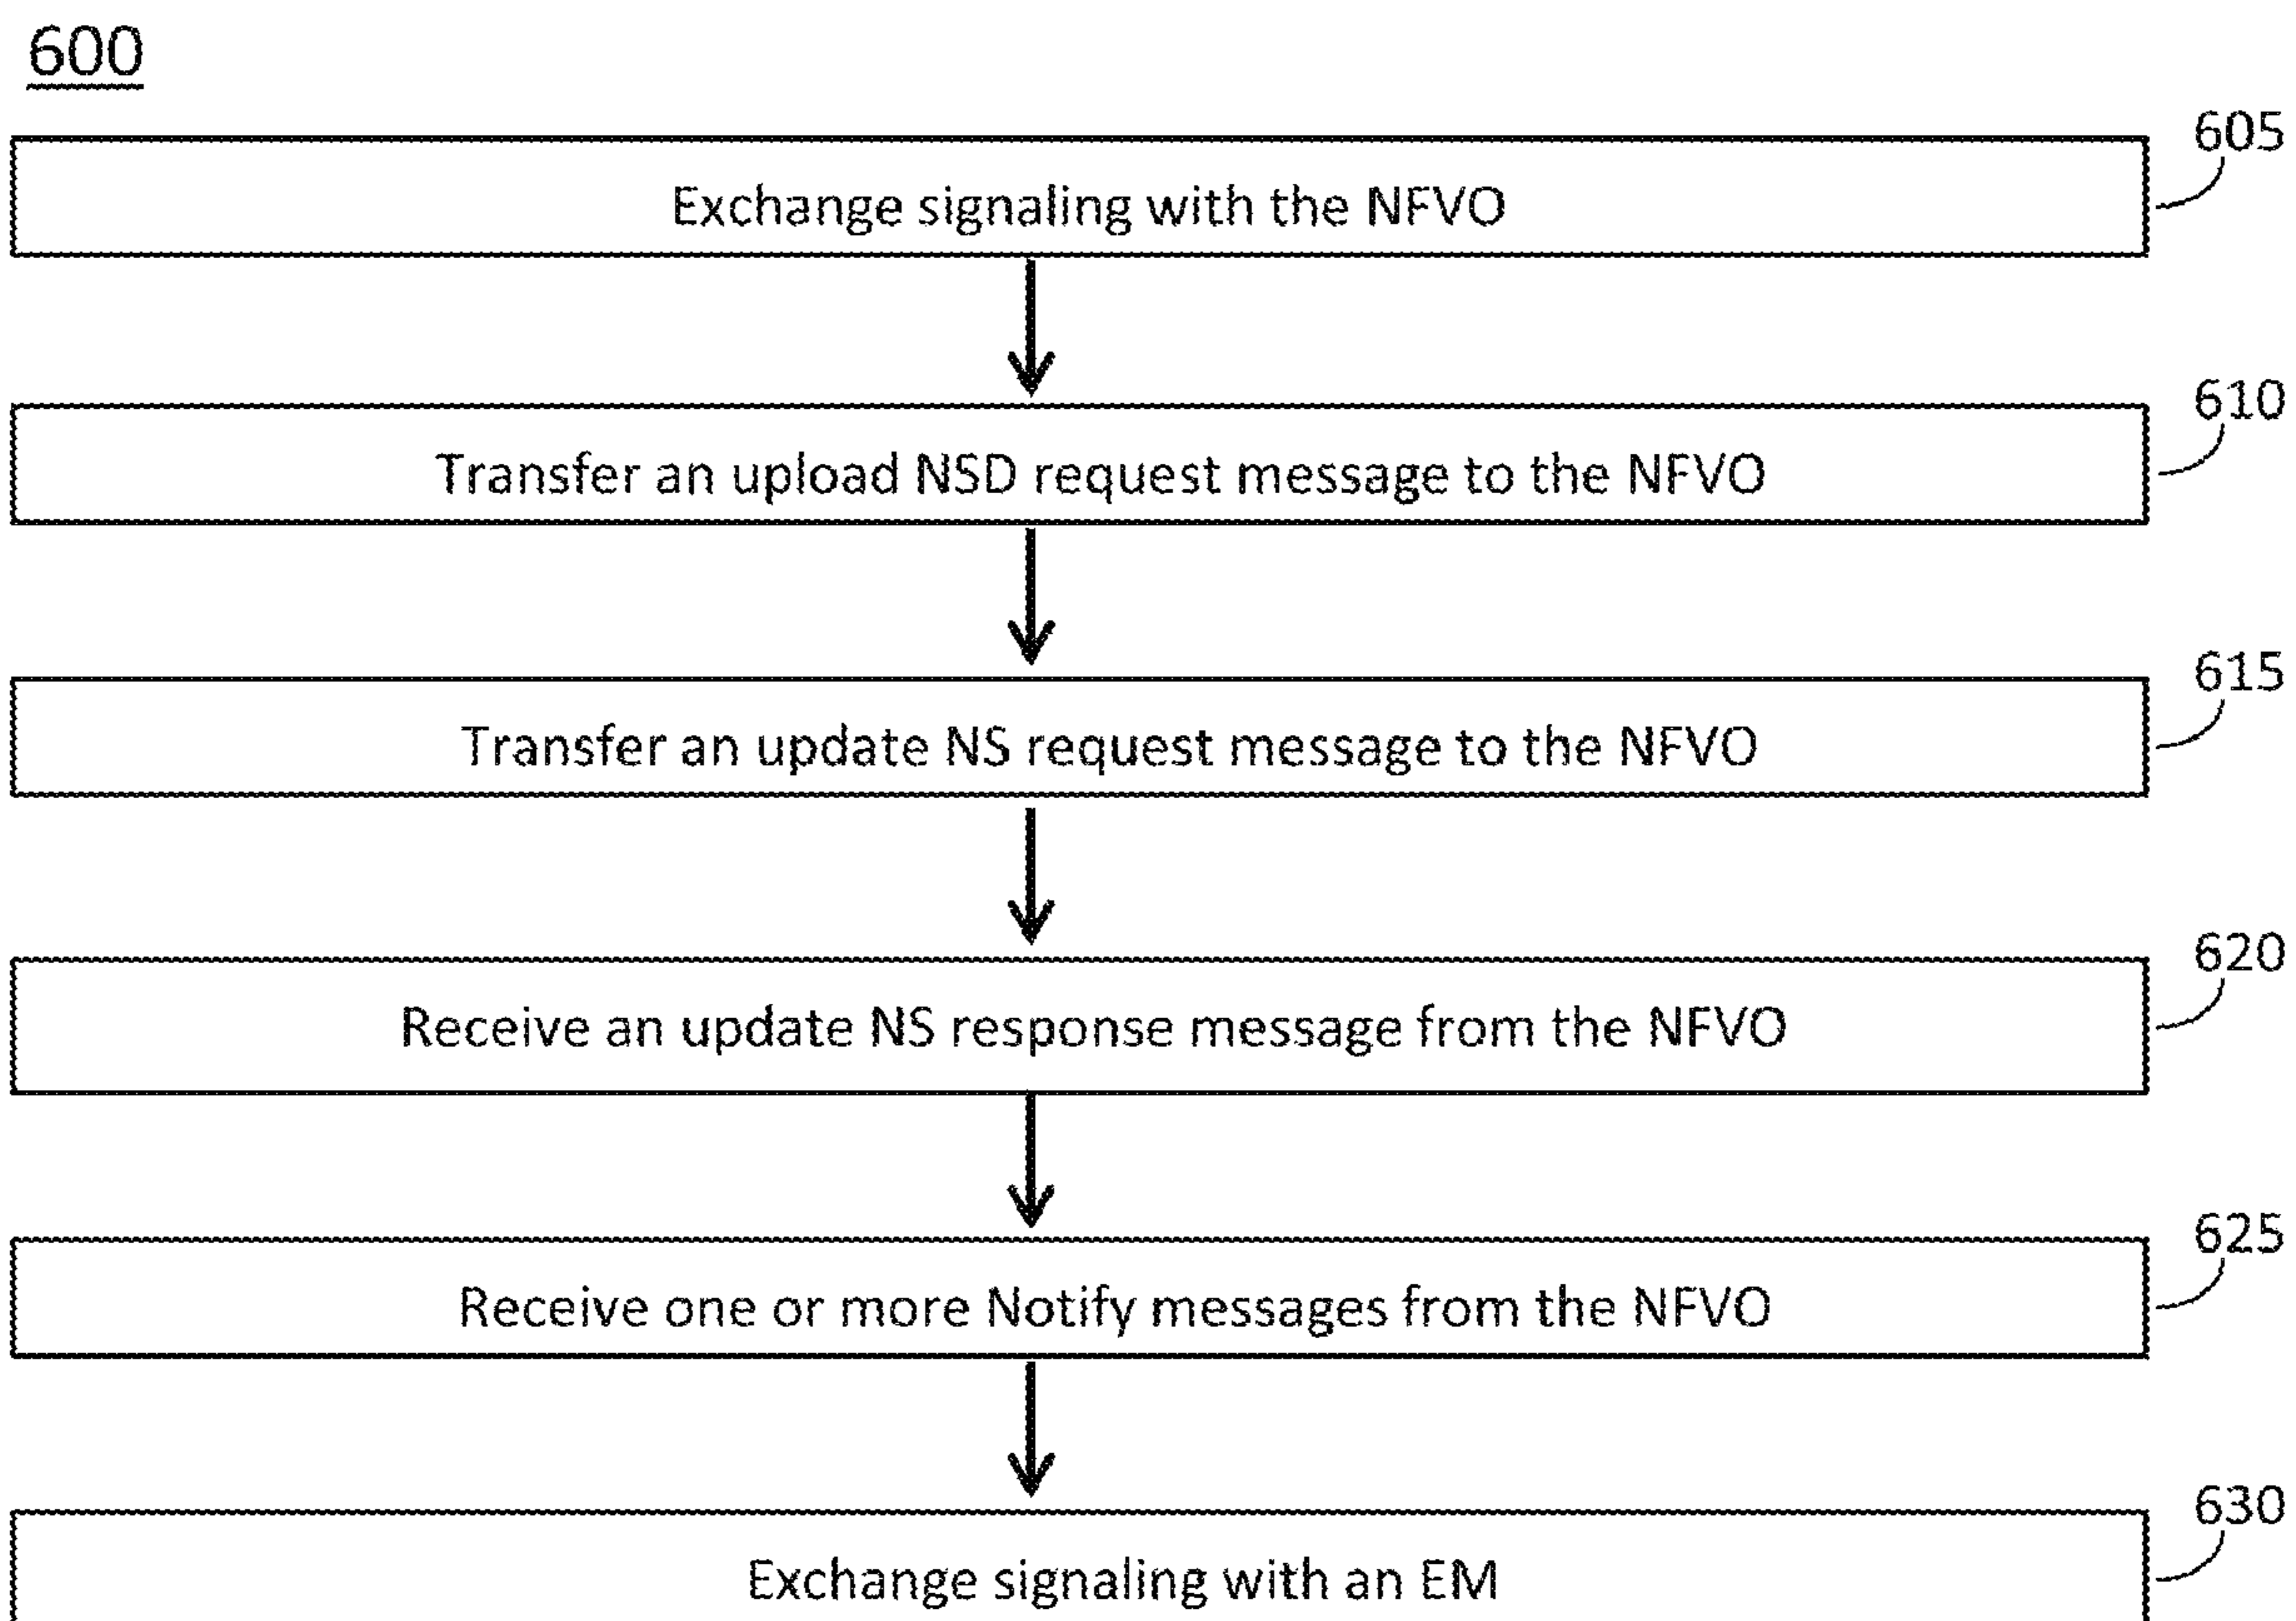 600
605
Exchange signaling with the NFVO
610
Transfer an upload NSD request message to the NFVO
615
Transfer an update NS request message to the NFVO
620
Receive an update NS response message from the NFVO
625
Receive one or more Notify messages from the NFVO
630
Exchange signaling with an EM